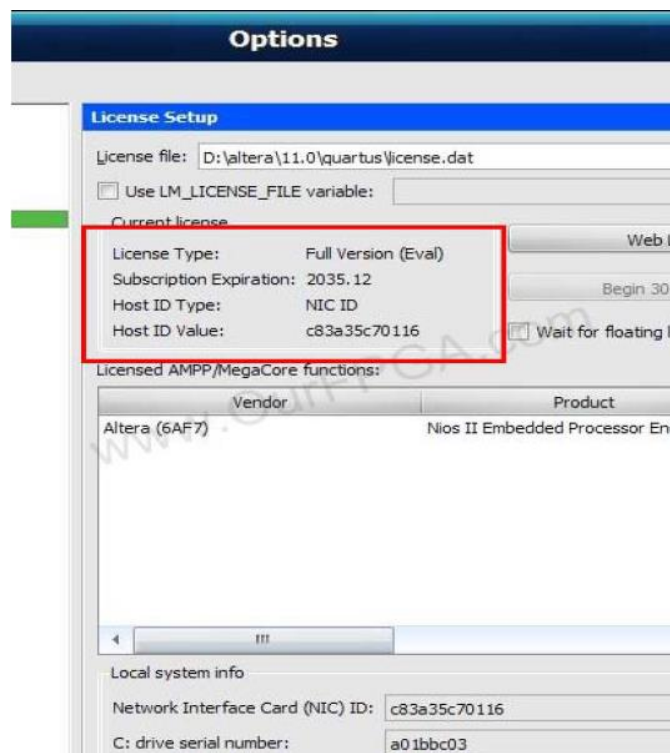 Options
License Setup
License file: D:\altera\11.0\quartus\license.dat
Use LM_LICENSE_FILE variable:
Current license
License Type: Full Version (Eval)
Web
Subscription Expiration: 2035.12
Begin 30
Host ID Type: NIC ID
Host ID Value: c83a35c70116
Wait for floating
Licensed AMPP/MegaCore functions:
Vendor Product
Altera (6AF7) Nios II Embedded Processor En
www.OurFPGA.com
Local system info
Network Interface Card (NIC) ID: c83a35c70116
C: drive serial number: a01bbc03